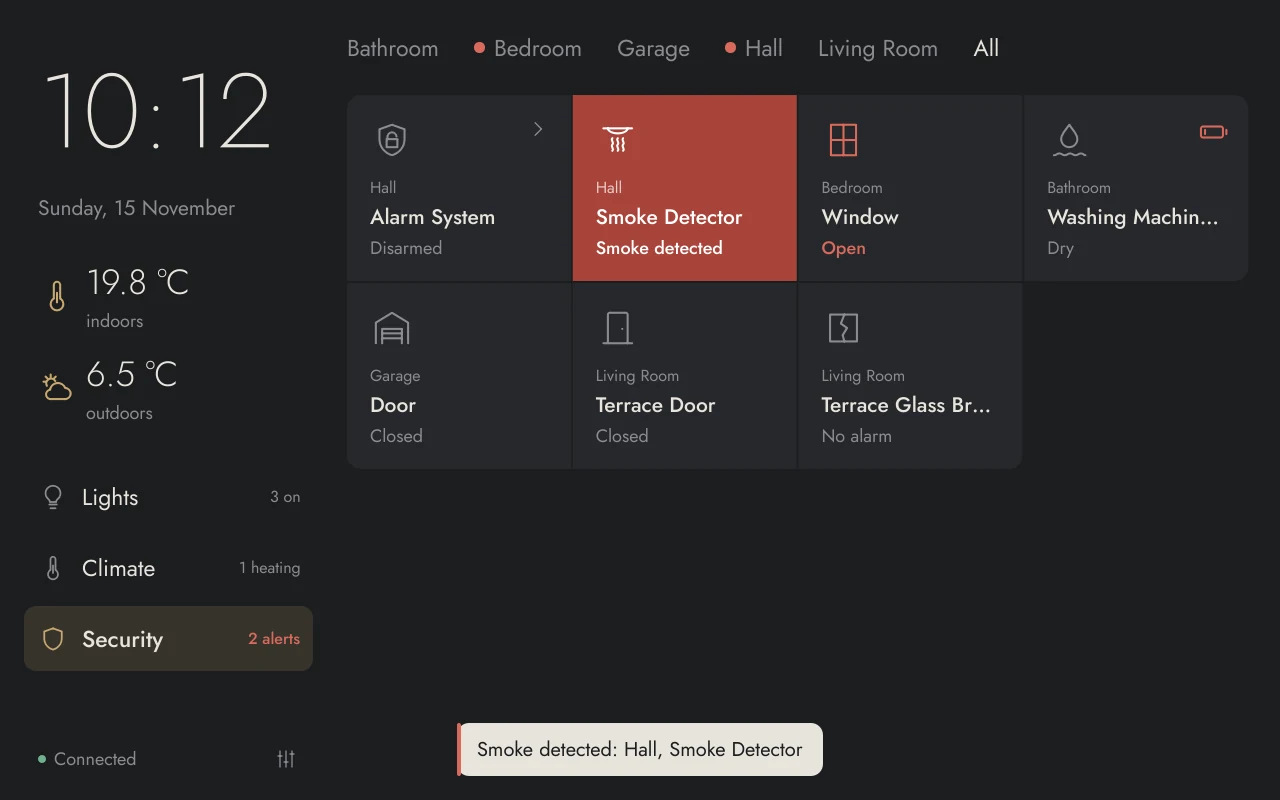 10:12
Sunday, 15 November
19.8 °C
indoors
6.5 °C
outdoors
Lights
3 on
Climate
1 heating
Security
2 alerts
Connected
Bathroom
Bedroom
Garage
Hall
Living Room
All
Hall
Alarm System
Disarmed
Hall
Smoke Detector
Smoke detected
Bedroom
Window
Open
Bathroom
Washing Machin...
Dry
Garage
Door
Closed
Living Room
Terrace Door
Closed
Living Room
Terrace Glass Br...
No alarm
Smoke detected: Hall, Smoke Detector